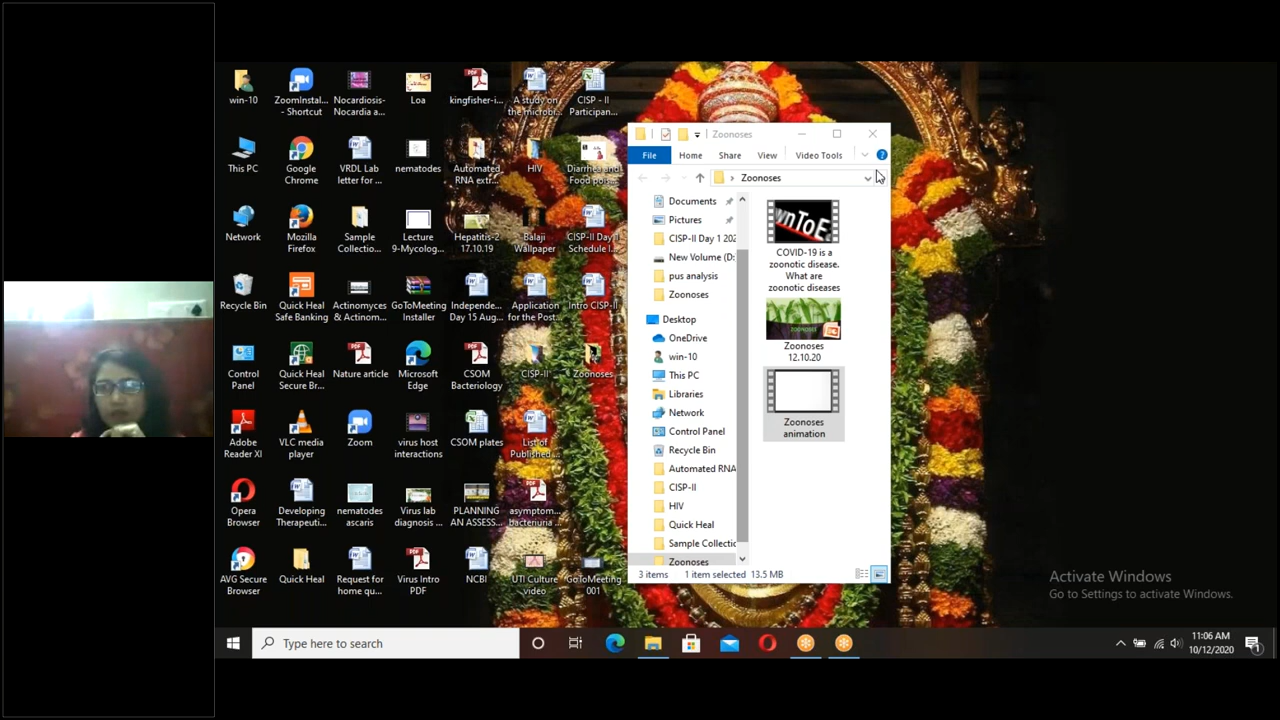 win-10
ZoomInstal...
- Shortcut
Nocardiosis-
Nocardia a...
Loa
kingfisher-i...
A study on
the microbi...
CISP - II
Participan...
This PC
Google
Chrome
VRDL Lab
letter for ...
nematodes
Automated
RNA extr...
HIV
Diarrhea and
Food pois...
Network
Mozilla
Firefox
Sample
Collectio...
Lecture
9-Mycolog...
Hepatitis-2
17.10.19
Balaji
Wallpaper
CISP-II Day 1
Schedule I...
Recycle Bin
Quick Heal
Safe Banking
Actinomyces
& Actinom...
GoToMeeting
Installer
Independe...
Day 15 Aug...
Application
for the Post...
Intro CISP-II
Control
Panel
Quick Heal
Secure Br...
Nature article
Microsoft
Edge
CSOM
Bacteriology
CISP-II
Zoonoses
Adobe
Reader XI
VLC media
player
Zoom
virus host
interactions
CSOM plates
List of
Published ...
Opera
Browser
Developing
Therapeuti...
nematodes
ascaris
Virus lab
diagnosis ...
PLANNING
AN ASSESS...
asymptom...
bacteriuria ...
AVG Secure
Browser
Quick Heal
Request for
home qu...
Virus Intro
PDF
NCBI
UTI Culture
video
GoToMeeting
001
Zoonoses
File Home Share View Video Tools
Zoonoses
Documents
Pictures
CISP-II Day 1 202
New Volume (D:
pus analysis
Zoonoses
Desktop
OneDrive
win-10
This PC
Libraries
Network
Control Panel
Recycle Bin
Automated RNA
CISP-II
HIV
Quick Heal
Sample Collectio
Zoonoses
wnToE
COVID-19 is a
zoonotic disease.
What are
zoonotic diseases
ZOONOSES
Zoonoses
12.10.20
Zoonoses
animation
3 items 1 item selected 13.5 MB
Activate Windows
Go to Settings to activate Windows.
Type here to search
11:06 AM
10/12/2020
1